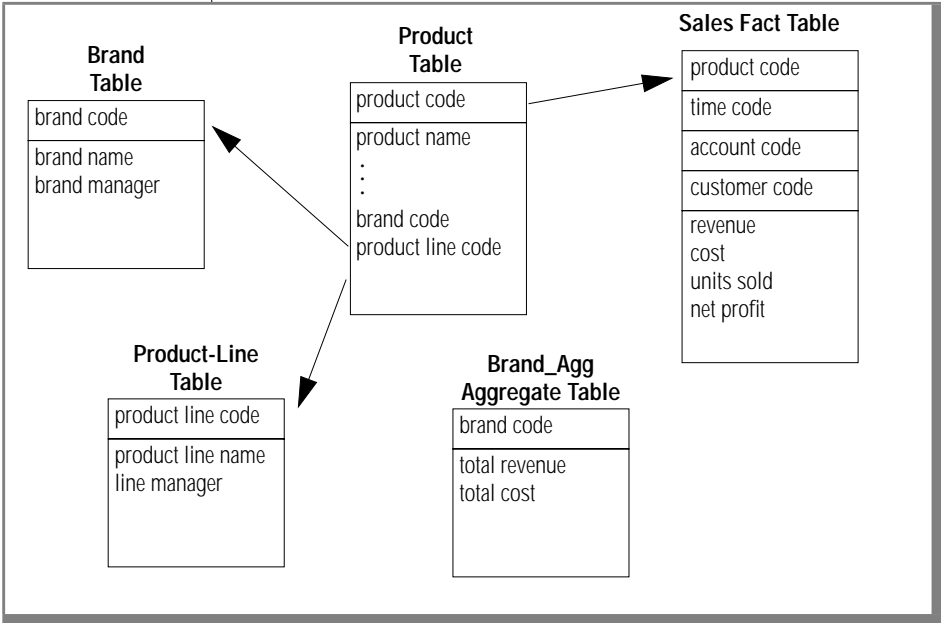 Brand
Table
brand code
brand name
brand manager
Product
Table
product code
product name
.
.
.
brand code
product line code
Sales Fact Table
product code
time code
account code
customer code
revenue
cost
units sold
net profit
Product-Line
Table
product line code
product line name
line manager
Brand_Agg
Aggregate Table
brand code
total revenue
total cost